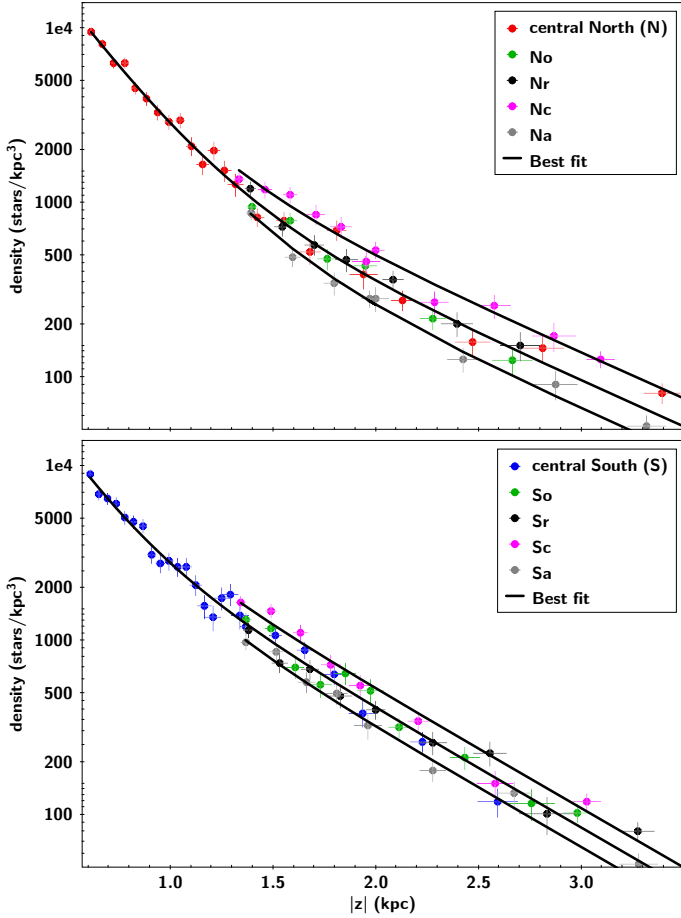 1e4
5000
2000
1000
500
200
100
density (stars/kpc³)
central North (N)
No
Nr
Nc
Na
Best fit
1e4
5000
2000
1000
500
200
100
density (stars/kpc³)
central South (S)
So
Sr
Sc
Sa
Best fit
1.0 1.5 2.0 2.5 3.0
|z| (kpc)